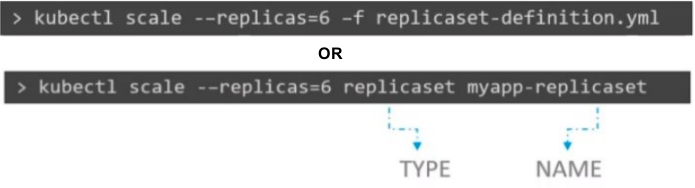 > kubectl scale --replicas=6 –f replicaset-definition.yml
OR
> kubectl scale --replicas=6 replicaset myapp-replicaset
TYPE NAME